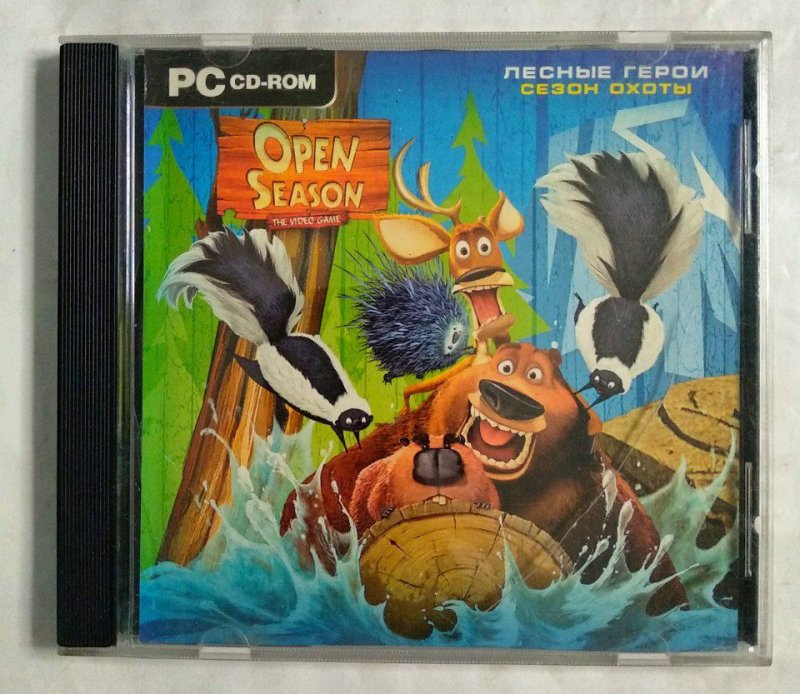 PC CD-ROM
ЛЕСНЫЕ ГЕРОИ
СЕЗОН ОХОТЫ
OPEN
SEASON
THE VIDEO GAME